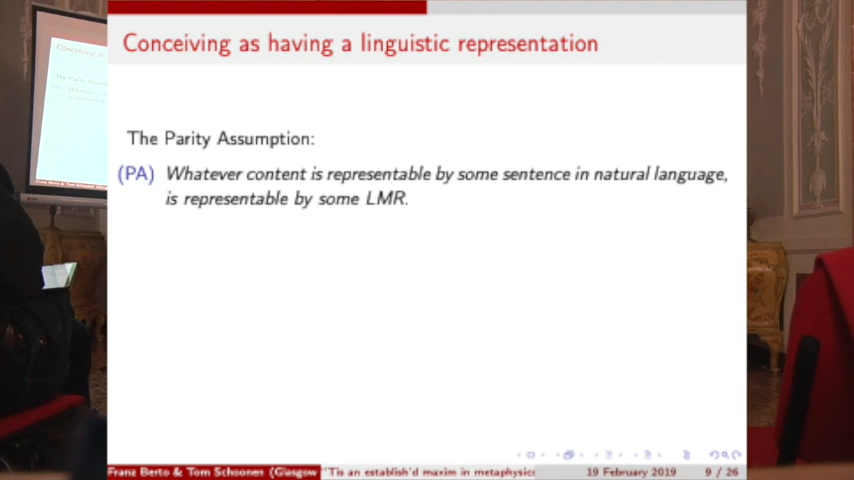 Conceiving as having a linguistic representation
The Parity Assumption:
(PA) Whatever content is representable by some sentence in natural language,
is representable by some LMR.
Franz Berto & Tom Schoonen (Glasgow "Tis an establish'd maxim in metaphysics 19 February 2019 9 / 26
Conceiving as